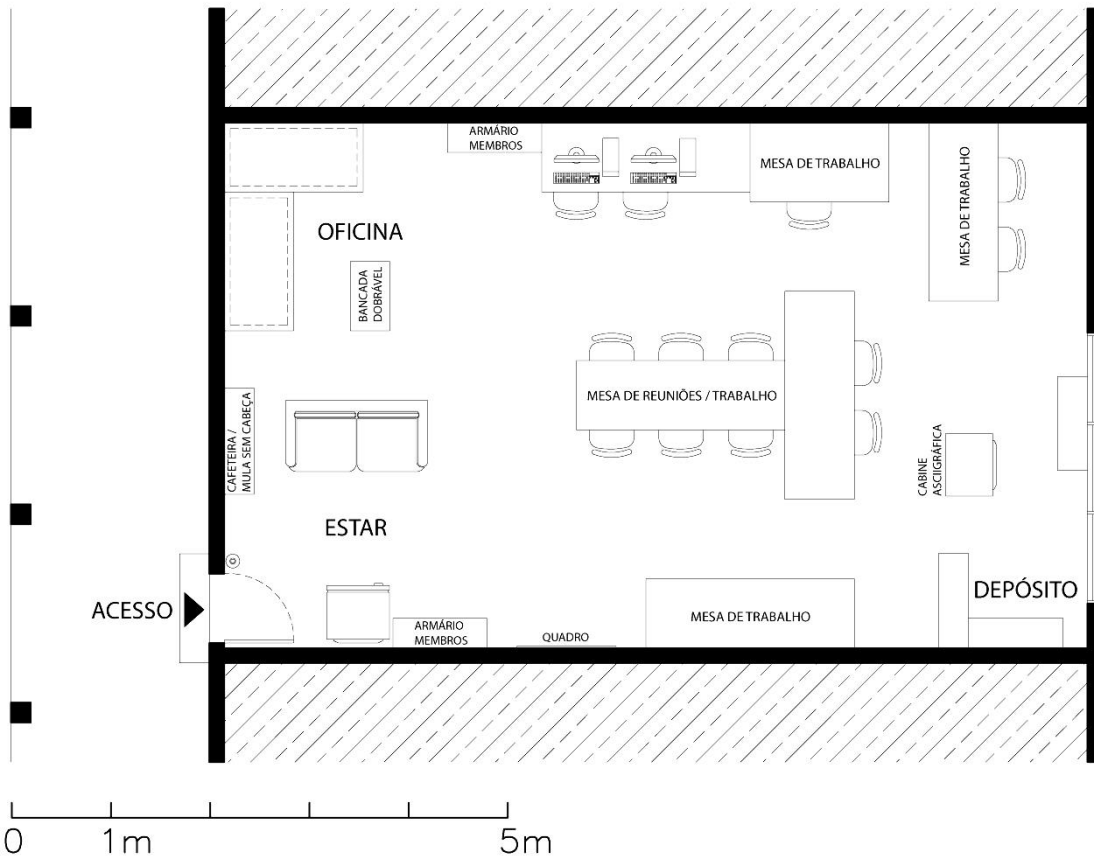 ARMÁRIO
MEMBROS
MESA DE TRABALHO
MESA DE TRABALHO
OFICINA
BANCADA
DOBRÁVEL
MESA DE REUNIÕES / TRABALHO
CAFETEIRA /
MULA SEM CABEÇA
CABINE
ASCIIGRÁFICA
ESTAR
DEPÓSITO
ACESSO
ARMÁRIO
MEMBROS
QUADRO
MESA DE TRABALHO
0 1m 5m